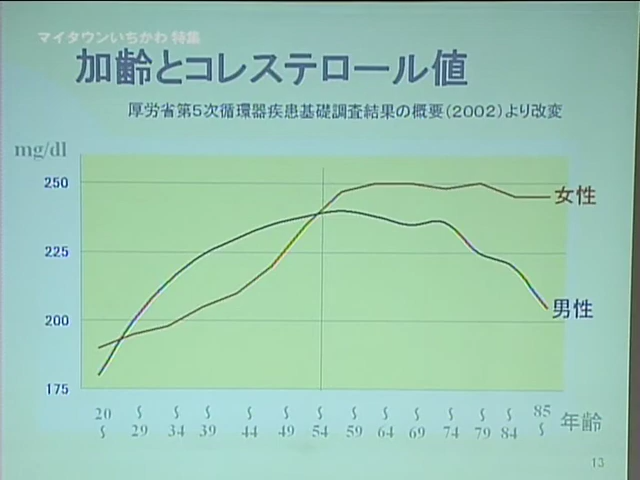 マイタウンいちかわ 特集
加齢とコレステロール値
厚労省第5次循環器疾患基礎調査結果の概要(2002)より改変
mg/dl
250
女性
225
男性
200
175
20 〜 〜 〜 〜 〜 〜 〜 〜 〜 〜 〜 〜 85
〜 29 34 39 44 49 54 59 64 69 74 79 84 〜
年齢
13